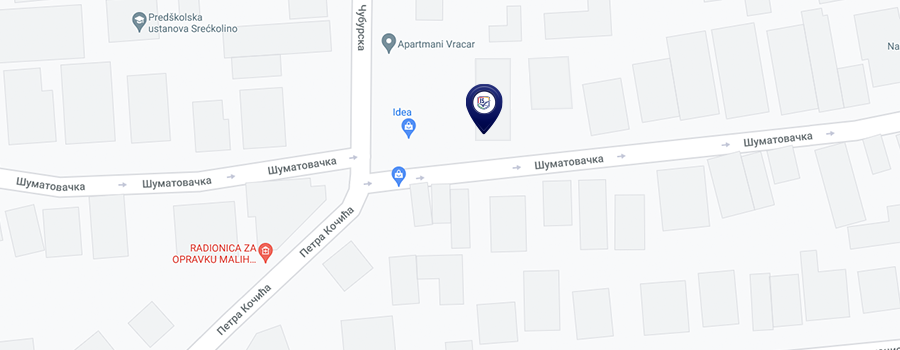 Predškolska
ustanova Srećkolino
Чубурска
Apartmani Vracar
Na
Idea
Шуматовачка
Шуматовачка
Шуматовачка
Шуматовачка
Шуматовачка
RADIONICA ZA
OPRAVKU MALIH...
Петра Кочића
Петра Кочића